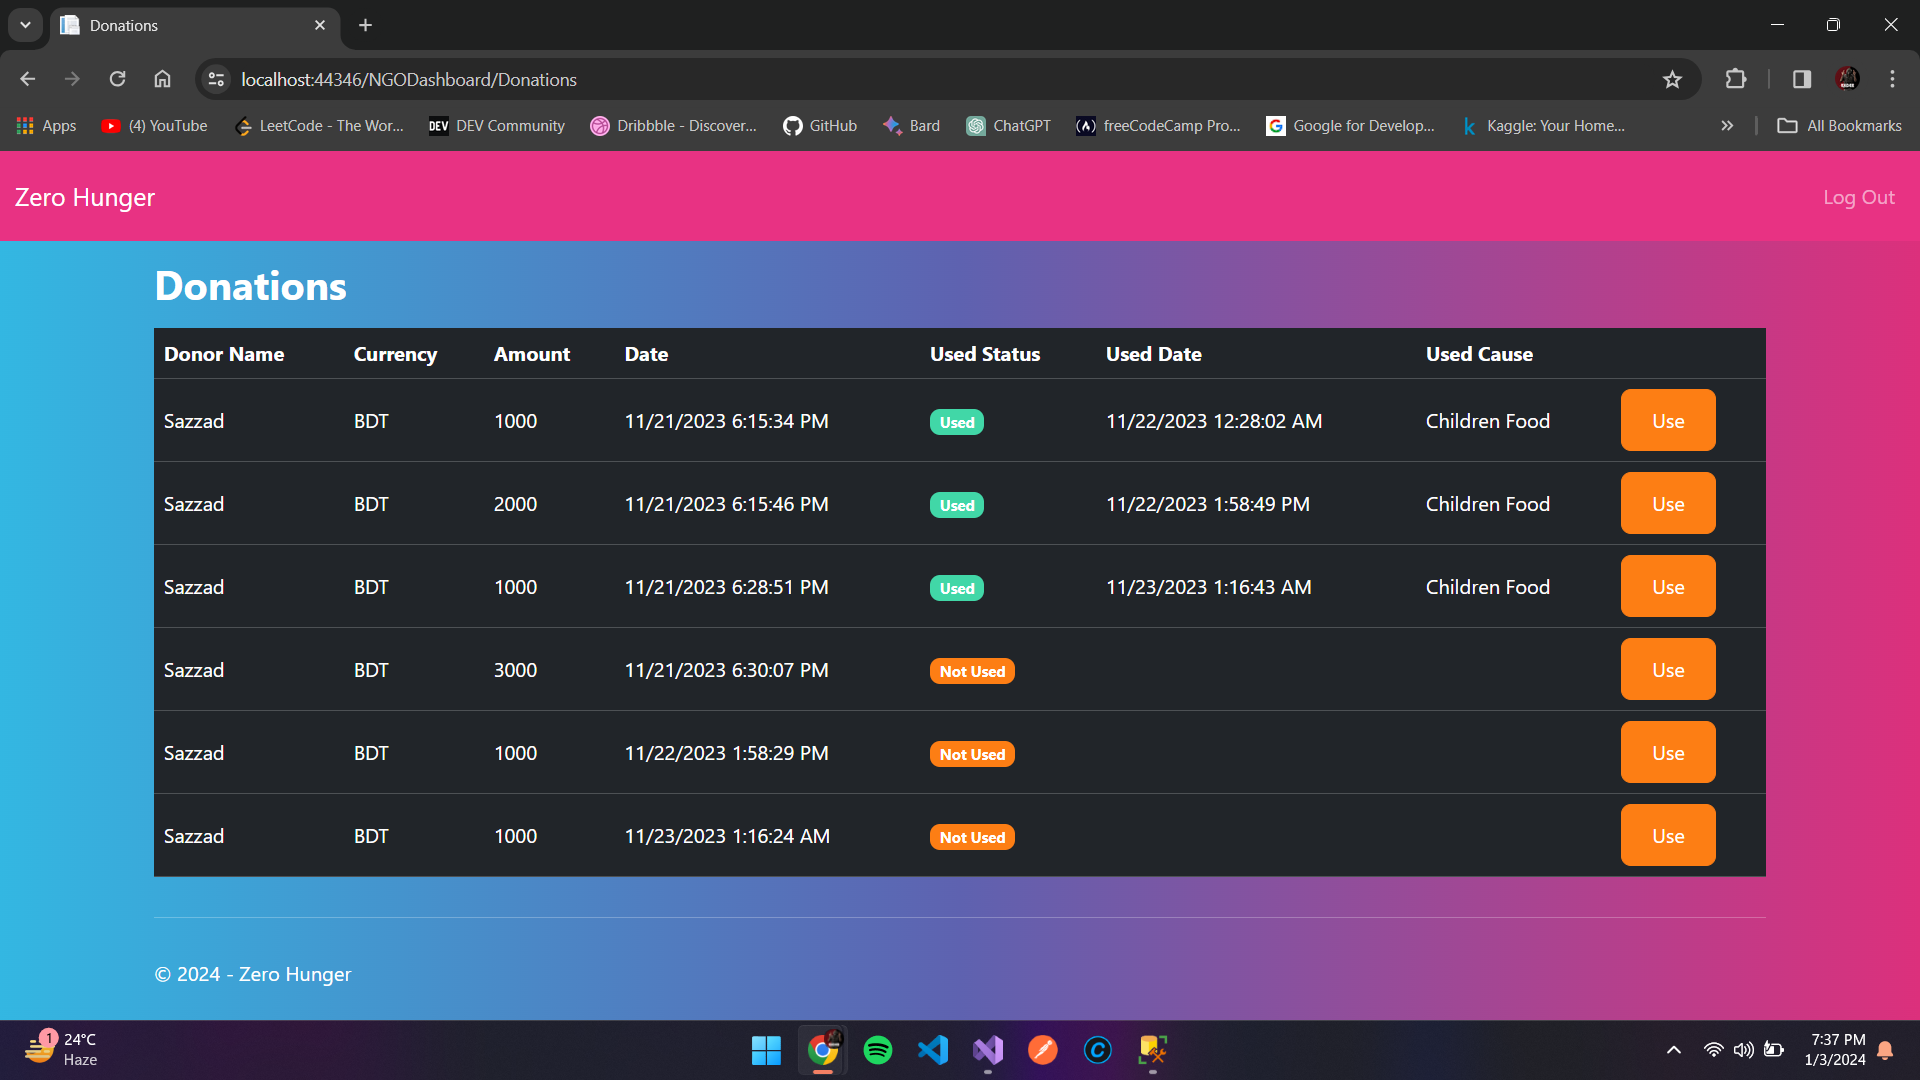 Donations
localhost:44346/NGODashboard/Donations
Apps (4) YouTube LeetCode - The Wor... DEV DEV Community Dribbble - Discover... GitHub Bard ChatGPT freeCodeCamp Pro... Google for Develop... Kaggle: Your Home... All Bookmarks
Zero Hunger Log Out
Donations
Donor Name Currency Amount Date Used Status Used Date Used Cause
Sazzad BDT 1000 11/21/2023 6:15:34 PM Used 11/22/2023 12:28:02 AM Children Food Use
Sazzad BDT 2000 11/21/2023 6:15:46 PM Used 11/22/2023 1:58:49 PM Children Food Use
Sazzad BDT 1000 11/21/2023 6:28:51 PM Used 11/23/2023 1:16:43 AM Children Food Use
Sazzad BDT 3000 11/21/2023 6:30:07 PM Not Used Use
Sazzad BDT 1000 11/22/2023 1:58:29 PM Not Used Use
Sazzad BDT 1000 11/23/2023 1:16:24 AM Not Used Use
© 2024 - Zero Hunger
1 24°C
Haze
7:37 PM
1/3/2024